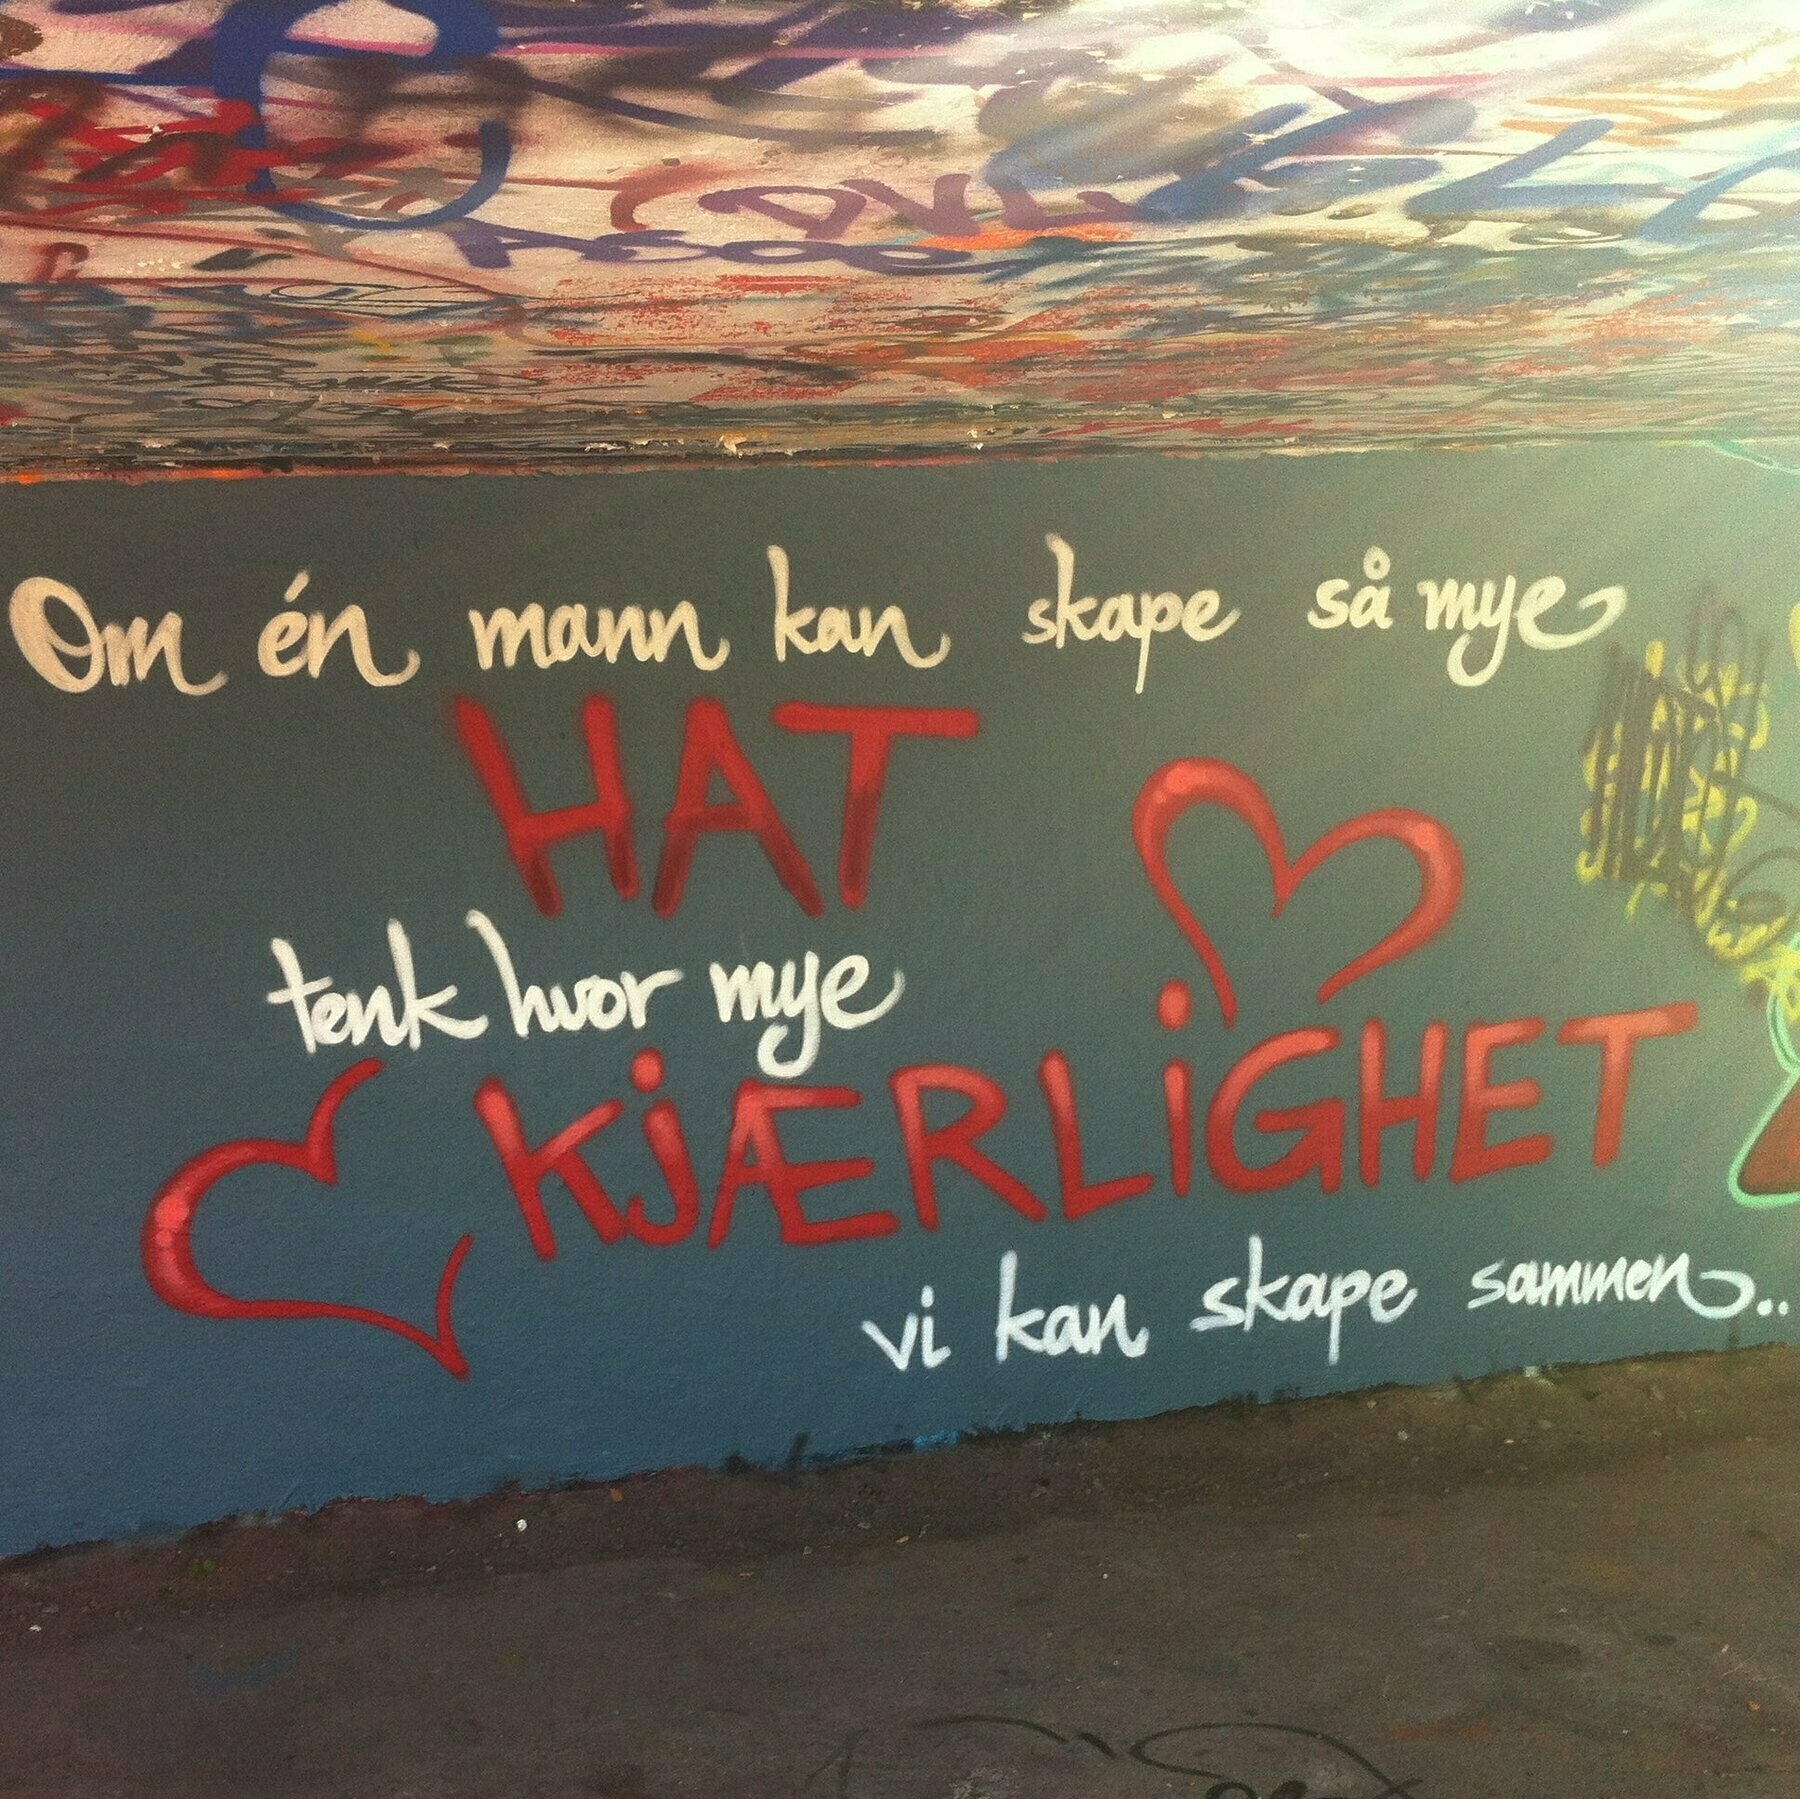 Om én mann kan skape så mye
HAT
tenk hvor mye
KJÆRLiGHET
vi kan skape sammen..